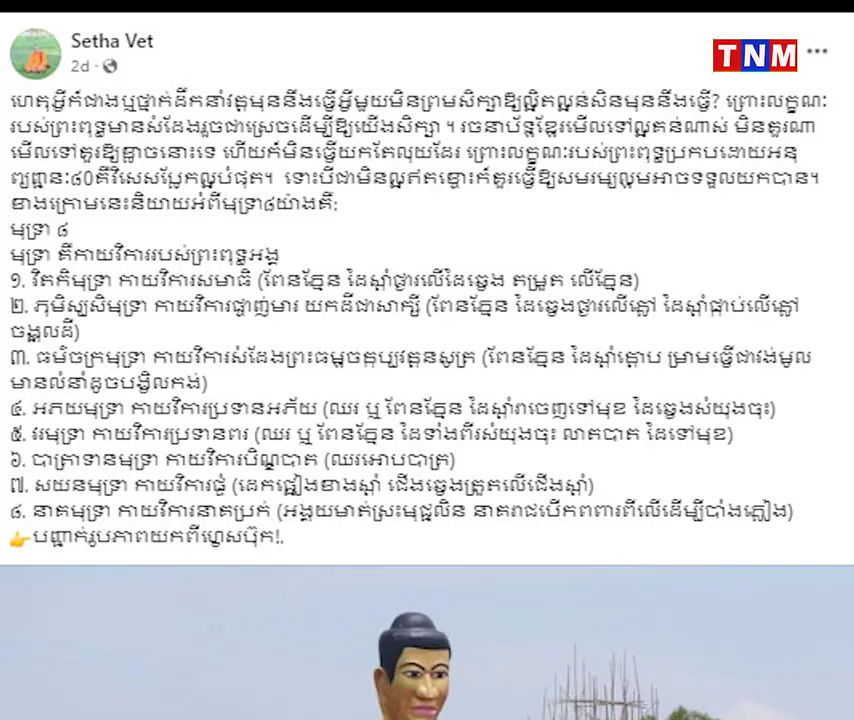 Setha Vet
2d
TNM
ហេតុអ្វីក៏ជាងឬថ្នាក់ដឹកនាំវត្តមុននឹងធ្វើអ្វីមួយមិនព្រមសិក្សាឱ្យល្អិតល្អន់សិនមុននឹងធ្វើ? ព្រោះលក្ខណៈ
របស់ព្រះពុទ្ធមានសំដែងរួចជាស្រេចដើម្បីឱ្យយើងសិក្សា ។ រចនាប័ទ្មខ្មែរមើលទៅល្អគន់ណាស់ មិនគួរណា
មើលទៅគួរឱ្យខ្លាចនោះទេ ហើយក៏មិនធ្វើយកតែលុយដែរ ព្រោះលក្ខណៈរបស់ព្រះពុទ្ធប្រកបដោយអនុ
ព្យញ្ជនៈ៨០គឺវិសេសប្លែកល្អបំផុត។ ទោះបីជាមិនល្អឥតខ្ចោះក៏គួរធ្វើឱ្យសមរម្យល្មមអាចទទួលយកបាន។
ខាងក្រោមនេះនិយាយអំពីមុទ្រា៨យ៉ាងគឺ:
មុទ្រា ៨
មុទ្រា គឺកាយវិការរបស់ព្រះពុទ្ធអង្គ
១. វិតកិមុទ្រា កាយវិការសមាធិ (ពែនភ្នែន ដៃស្តាំផ្ងារលើដៃឆ្វេង តម្រួត លើភ្នែន)
២. ភូមិស្បសិមុទ្រា កាយវិការផ្ចាញ់មារ យកដីជាសាក្សី (ពែនភ្នែន ដៃឆ្វេងផ្ងារលើភ្លៅ ដៃស្តាំផ្កាប់លើភ្លៅ
ចង្អុលដី)
៣. ធម៌ចក្រមុទ្រា កាយវិការសំដែងព្រះធម្មចក្កប្បវត្តនសូត្រ (ពែនភ្នែន ដៃស្តាំគ្តោប ម្រាមធ្វើជាវង់មូល
មានលំនាំដូចបង្វិលកង់)
៤. អភយមុទ្រា កាយវិការប្រទានអភ័យ (ឈរ ឬ ពែនភ្នែន ដៃស្តាំរាចេញទៅមុខ ដៃឆ្វេងសំយុងចុះ)
៥. វរមុទ្រា កាយវិការប្រទានពរ (ឈរ ឬ ពែនភ្នែន ដៃទាំងពីរសំយុងចុះ លាតបាត ដៃទៅមុខ)
៦. បាត្រាទានមុទ្រា កាយវិការបិណ្ឌបាត (ឈរអោបបាត្រ)
៧. សយនមុទ្រា កាយវិការផ្ទំ (គេកផ្អៀងខាងស្តាំ ជើងឆ្វេងត្រួតលើជើងស្តាំ)
៨. នាគមុទ្រា កាយវិការនាគប្រក់ (អង្គុយមាត់ស្រះមុជ្ឈលិន នាគរាជបើកពពារពីលើដើម្បីបាំងភ្លៀង)
👉បញ្ជាក់រូបភាពយកពីហ្វេសប៊ុក!.